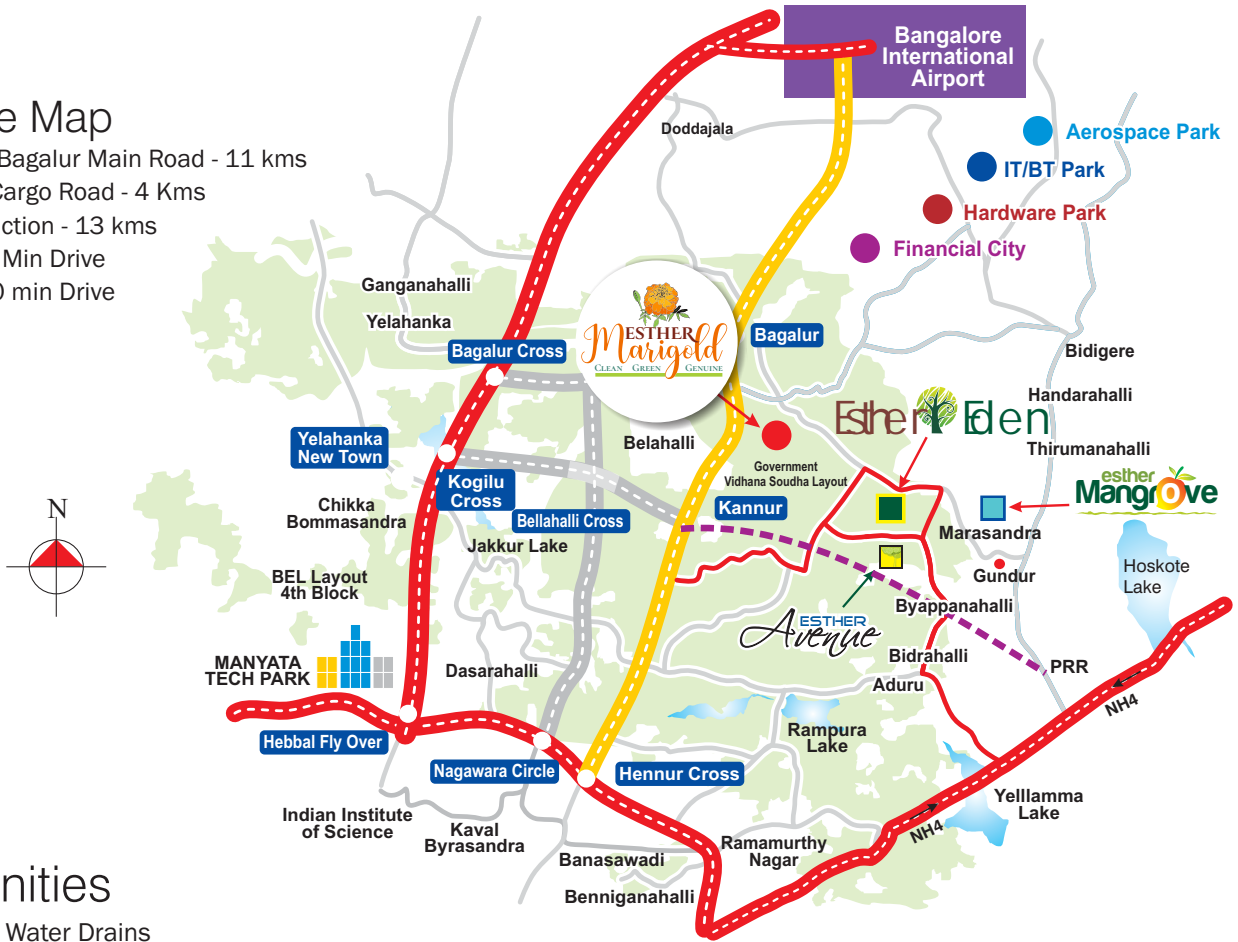 e Map
Bagalur Main Road - 11 kms
Cargo Road - 4 Kms
ction - 13 kms
Min Drive
0 min Drive
Bangalore
International
Airport
Doddajala
Aerospace Park
IT/BT Park
Hardware Park
Financial City
Ganganahalli
Yelahanka
Bagalur Cross
ESTHER
Marigold
CLEAN GREEN GENUINE
Bagalur
Bidigere
Handarahalli
Esther Eden
Belahalli
Thirumanahalli
Yelahanka
New Town
Government
Vidhana Soudha Layout
esther
Mangrove
Kogilu
Cross
Kannur
Chikka
Bommasandra
Bellahalli Cross
N
Marasandra
Jakkur Lake
Gundur
Hoskote
Lake
BEL Layout
4th Block
Byappanahalli
ESTHER
Avenue
MANYATA
TECH PARK
Dasarahalli
Bidrahalli
PRR
Aduru
NH4
Rampura
Lake
Hebbal Fly Over
Nagawara Circle
Hennur Cross
Yelllamma
Lake
NH4
Indian Institute
of Science
Kaval
Byrasandra
Ramamurthy
Nagar
Banasawadi
Benniganahalli
nities
Water Drains